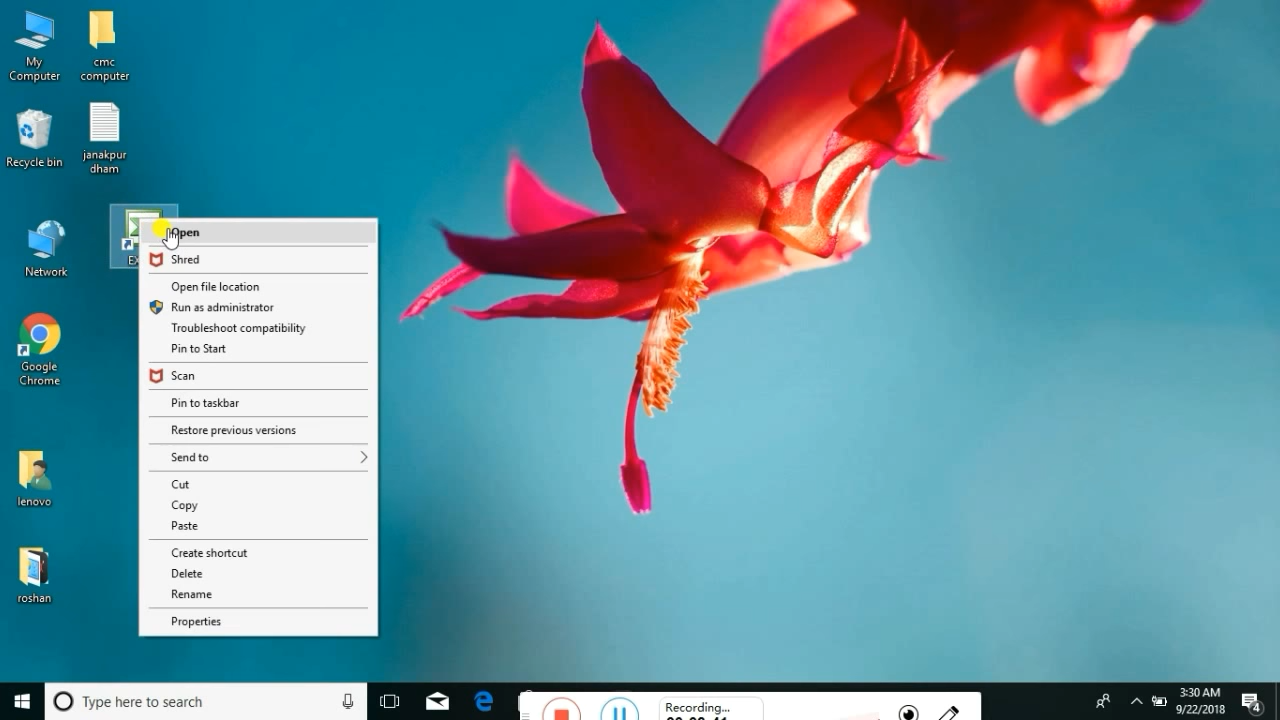 My
Computer
cmc
computer
Recycle bin
janakpur
dham
Network
Google
Chrome
lenovo
roshan
Open
Shred
Open file location
Run as administrator
Troubleshoot compatibility
Pin to Start
Scan
Pin to taskbar
Restore previous versions
Send to
Cut
Copy
Paste
Create shortcut
Delete
Rename
Properties
Type here to search
Recording...
3:30 AM
9/22/2018
4